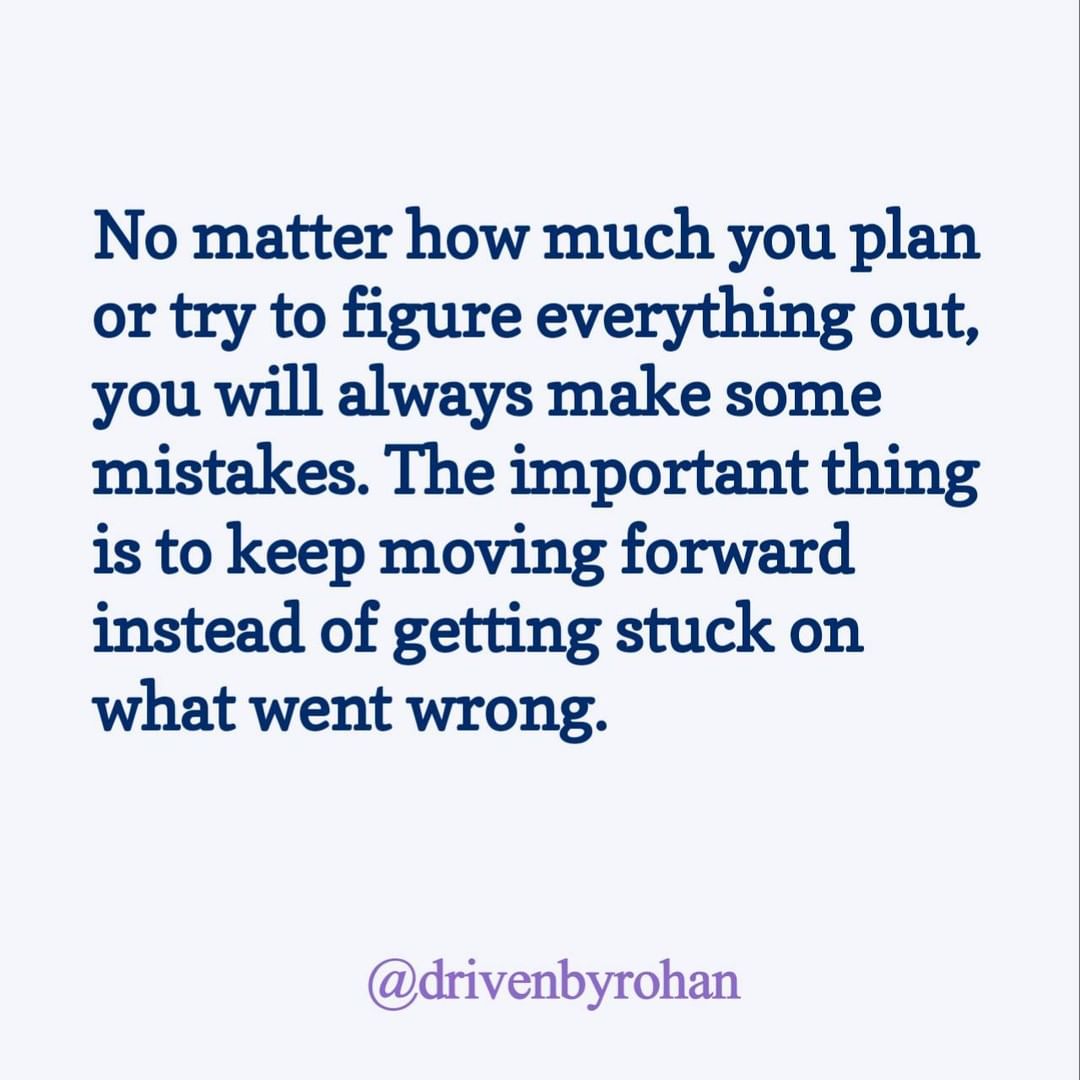 No matter how much you plan
or try to figure everything out,
you will always make some
mistakes. The important thing
is to keep moving forward
instead of getting stuck on
what went wrong.
@drivenbyrohan